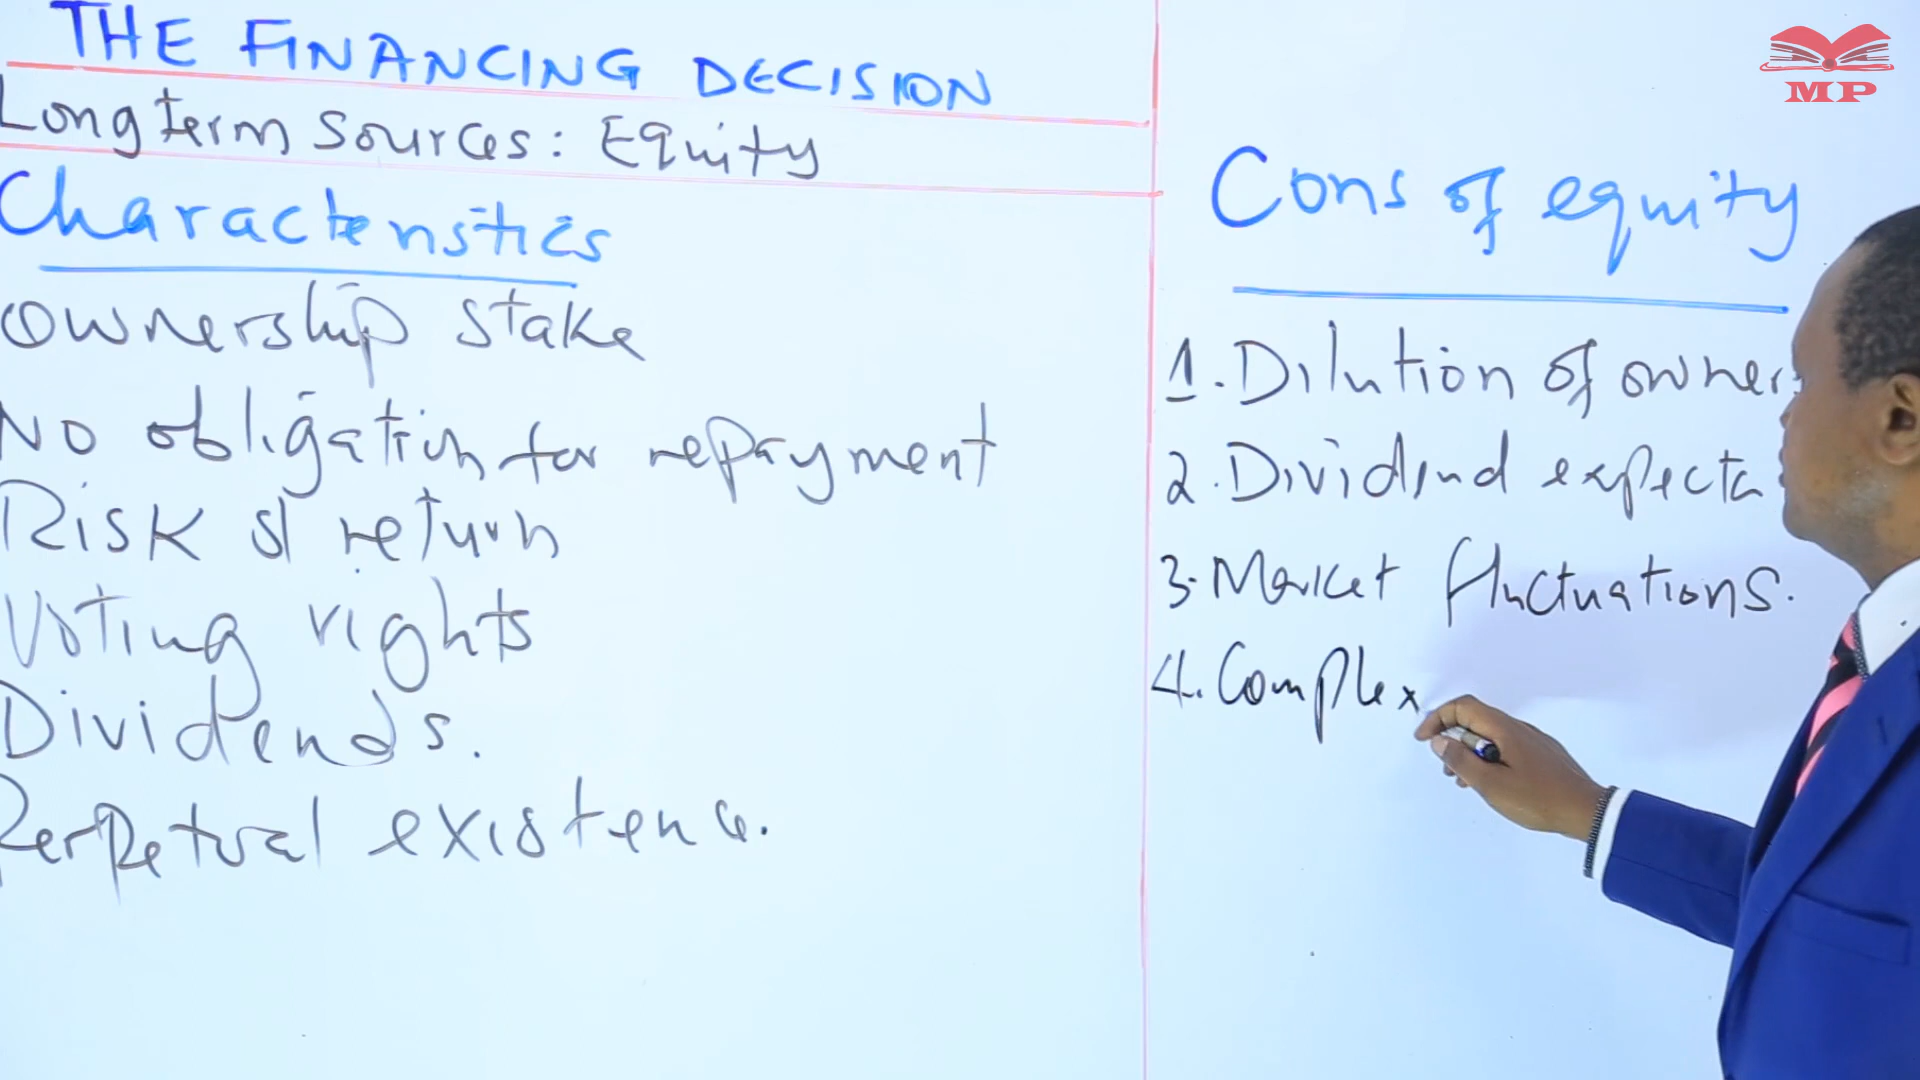 THE FINANCING DECISION
Long term Sources: Equity
Characteristics
Ownership stake
No obligation for repayment
Risk & return
Voting rights
Dividends.
Perpetual existence.
MP
Cons of equity
1. Dilution of owners
2. Dividend expecta
3. Market fluctuations.
4. Complex